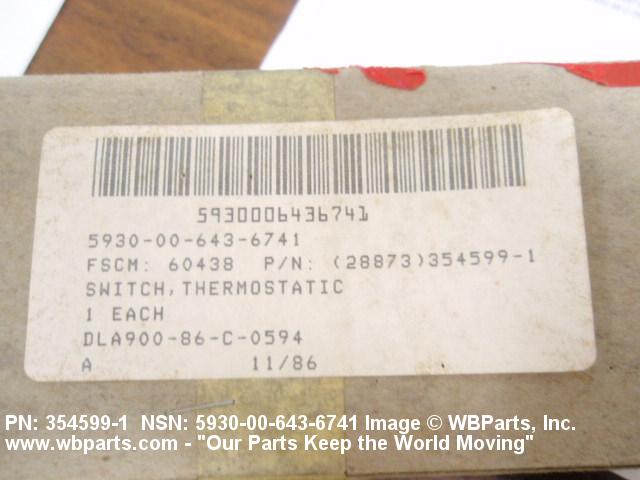 5930006436741
5930-00-643-6741
FSCM: 60438 P/N: (28873)354599-1
SWITCH,THERMOSTATIC
1 EACH
DLA900-86-C-0594
A 11/86
PN: 354599-1 NSN: 5930-00-643-6741 Image © WBParts, Inc.
www.wbparts.com - "Our Parts Keep the World Moving"